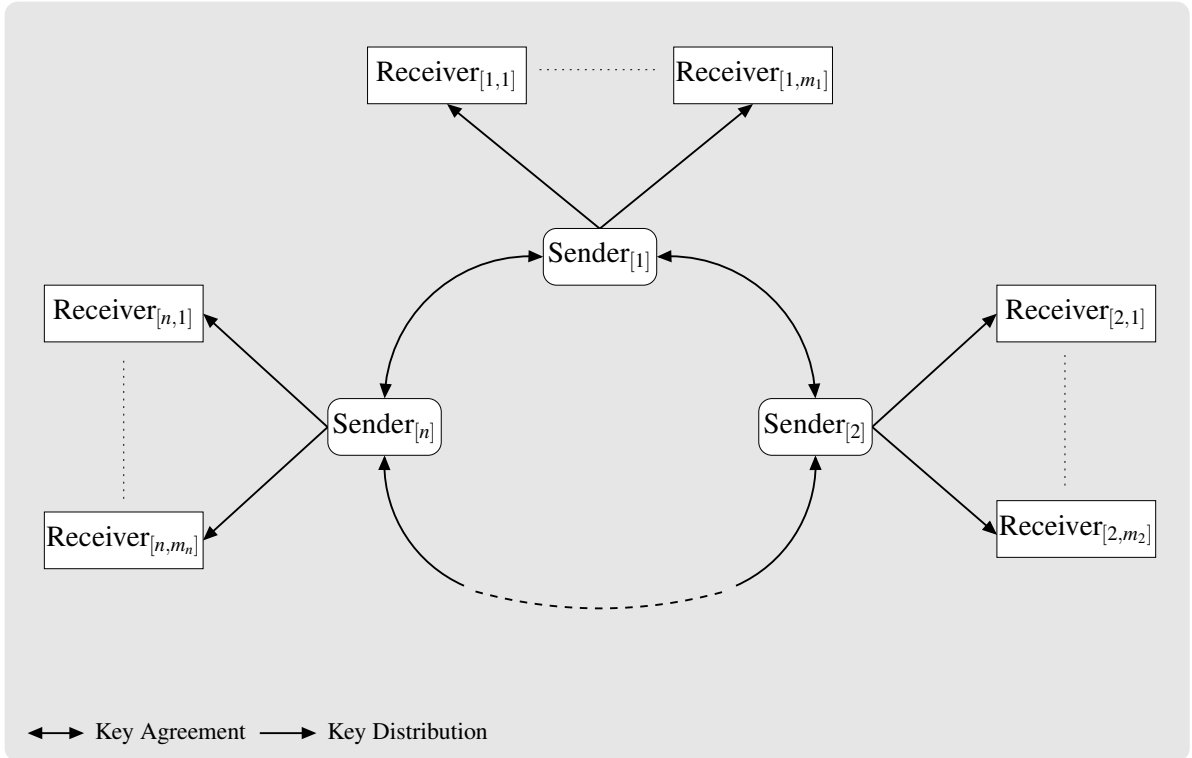 Receiver[1,1] Receiver[1,m₁]
Sender[1]
Receiver[n,1] Receiver[2,1]
Sender[n] Sender[2]
Receiver[n,mₙ] Receiver[2,m₂]
Key Agreement Key Distribution